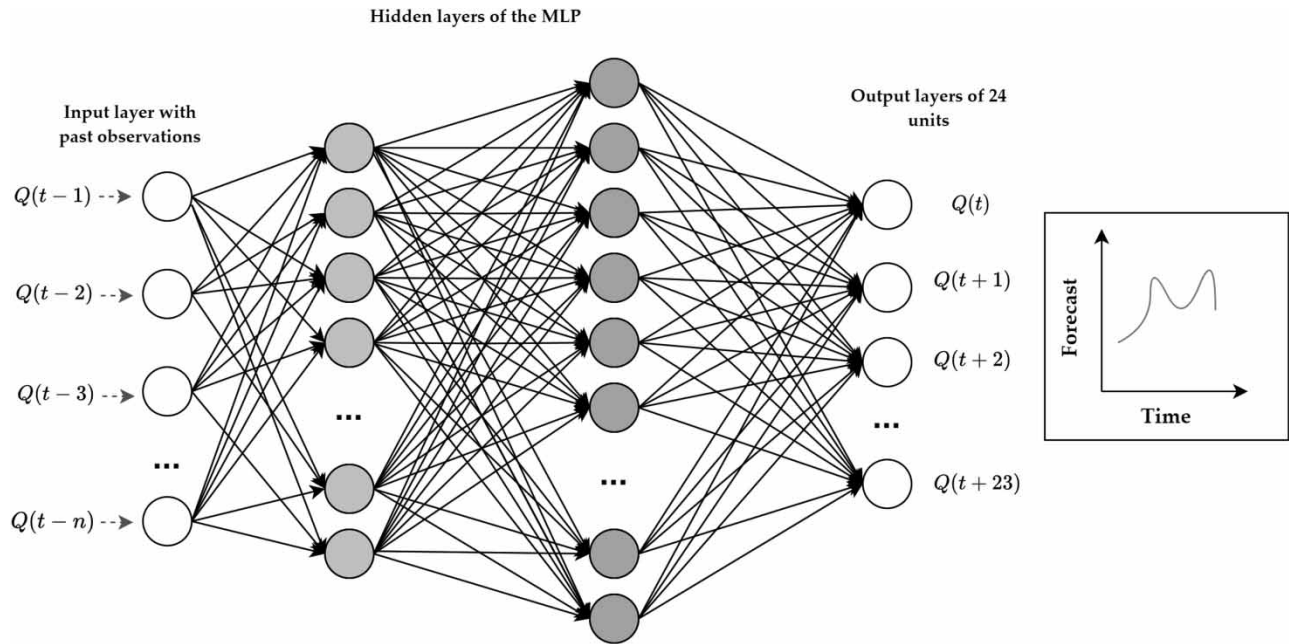 Hidden layers of the MLP
Input layer with
past observations
Output layers of 24
units
Q(t − 1)
Q(t − 2)
Q(t − 3)
...
Q(t − n)
...
...
Q(t)
Q(t + 1)
Q(t + 2)
...
Q(t + 23)
Forecast
Time